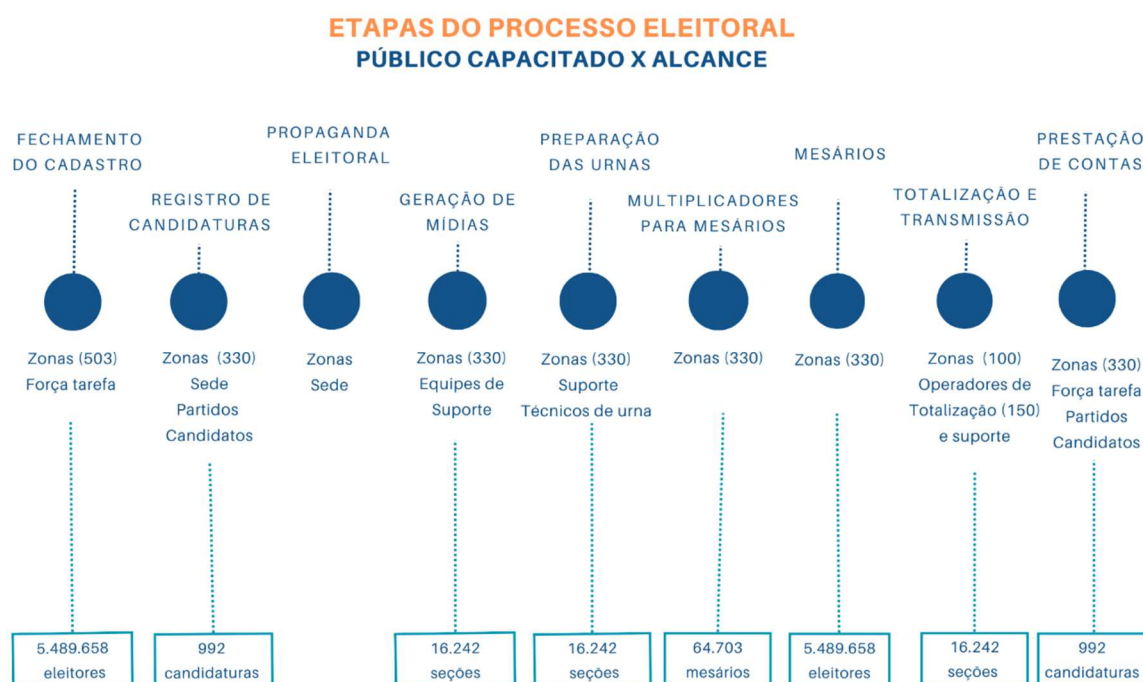 ETAPAS DO PROCESSO ELEITORAL
PÚBLICO CAPACITADO X ALCANCE
FECHAMENTO
DO CADASTRO
REGISTRO DE
CANDIDATURAS
PROPAGANDA
ELEITORAL
GERAÇÃO DE
MÍDIAS
PREPARAÇÃO
DAS URNAS
MULTIPLICADORES
PARA MESÁRIOS
MESÁRIOS
TOTALIZAÇÃO E
TRANSMISSÃO
PRESTAÇÃO
DE CONTAS
Zonas (503)
Força tarefa
Zonas (330)
Sede
Partidos
Candidatos
Zonas
Sede
Zonas (330)
Equipes de
Suporte
Zonas (330)
Suporte
Técnicos de urna
Zonas (330)
Zonas (330)
Zonas (100)
Operadores de
Totalização (150)
e suporte
Zonas (330)
Força tarefa
Partidos
Candidatos
5.489.658
eleitores
992
candidaturas
16.242
seções
16.242
seções
64.703
mesários
5.489.658
eleitores
16.242
seções
992
candidaturas